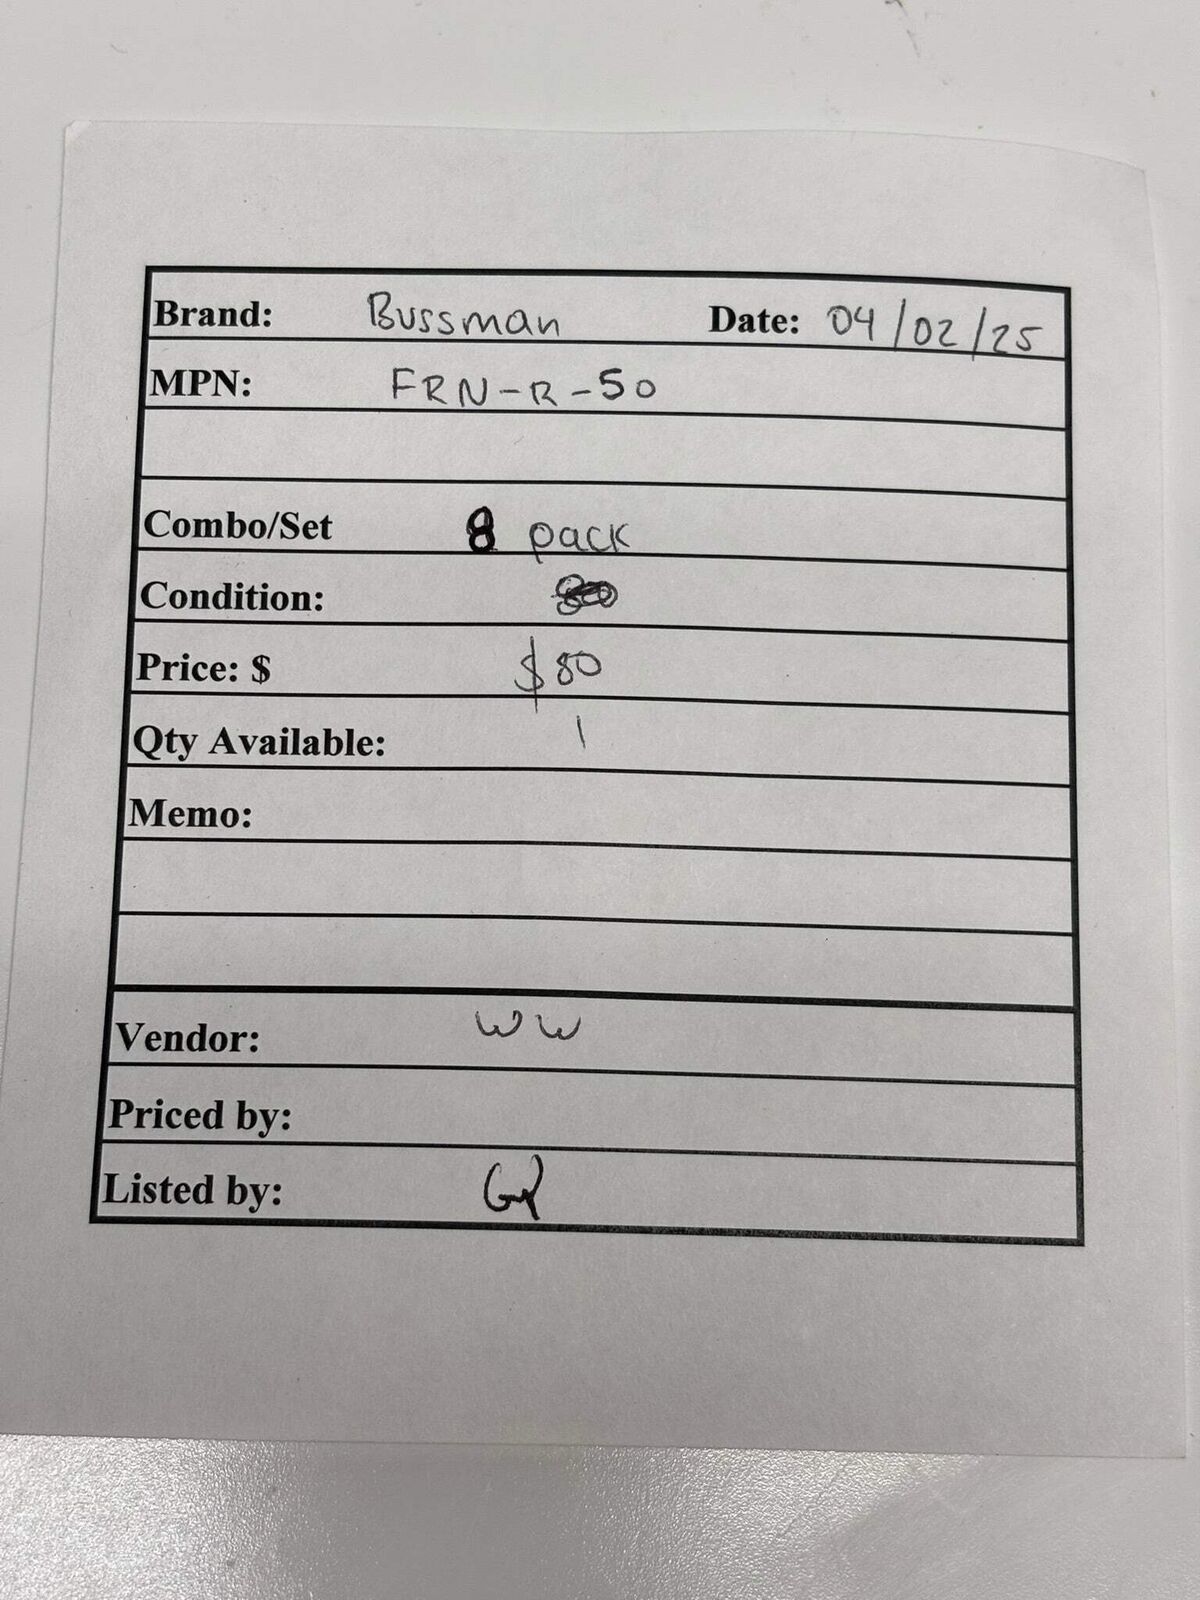 Brand: Bussman Date: 04/02/25
MPN: FRN-R-50
Combo/Set 8 pack
Condition:
Price: $ $80
Qty Available: 1
Memo:
Vendor: WW
Priced by:
Listed by: